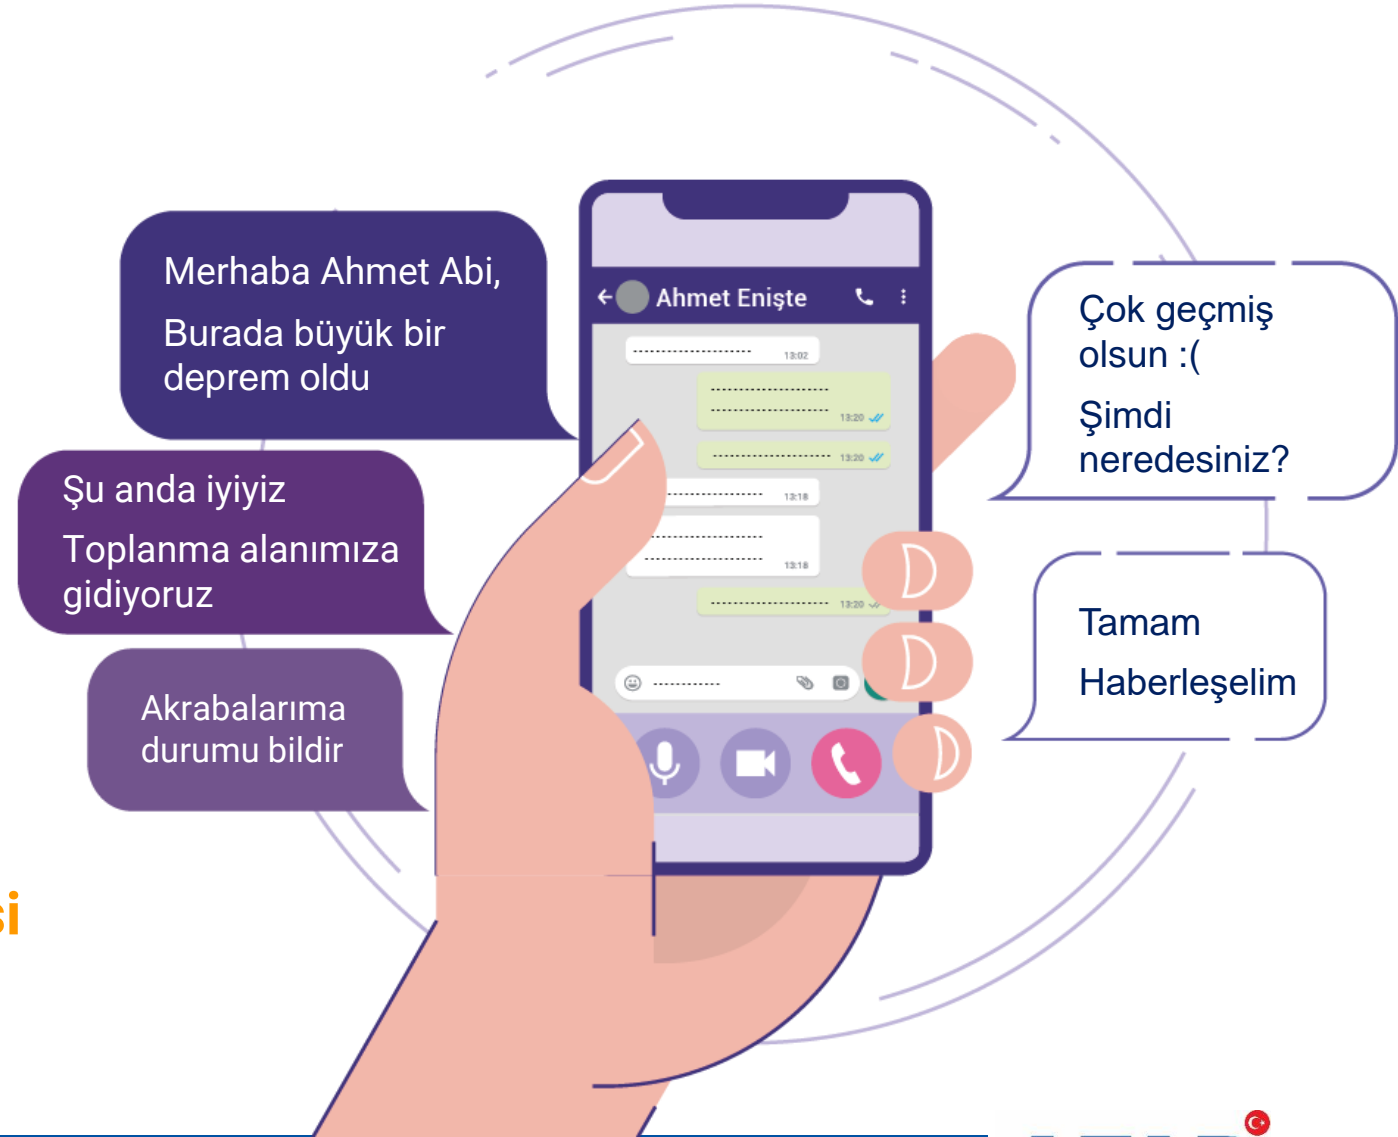 Merhaba Ahmet Abi,
Burada büyük bir
deprem oldu
Şu anda iyiyiz
Toplanma alanımıza
gidiyoruz
Akrabalarıma
durumu bildir
Ahmet Enişte
13:02
13:20
13:20
13:18
13:18
13:20
Çok geçmiş
olsun :(
Şimdi
neredesiniz?
Tamam
Haberleşelim